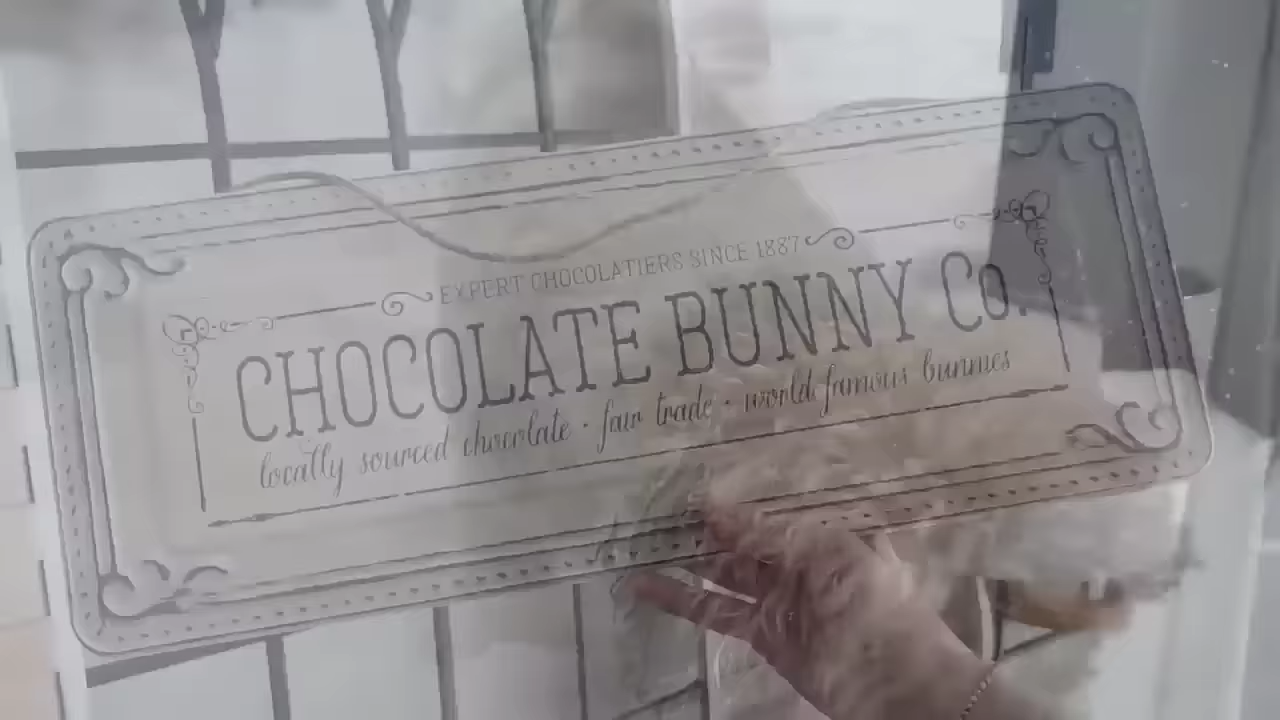 EXPERT CHOCOLATIERS SINCE 1887
CHOCOLATE BUNNY Co.
locally sourced chocolate · fair trade · world famous bunnies